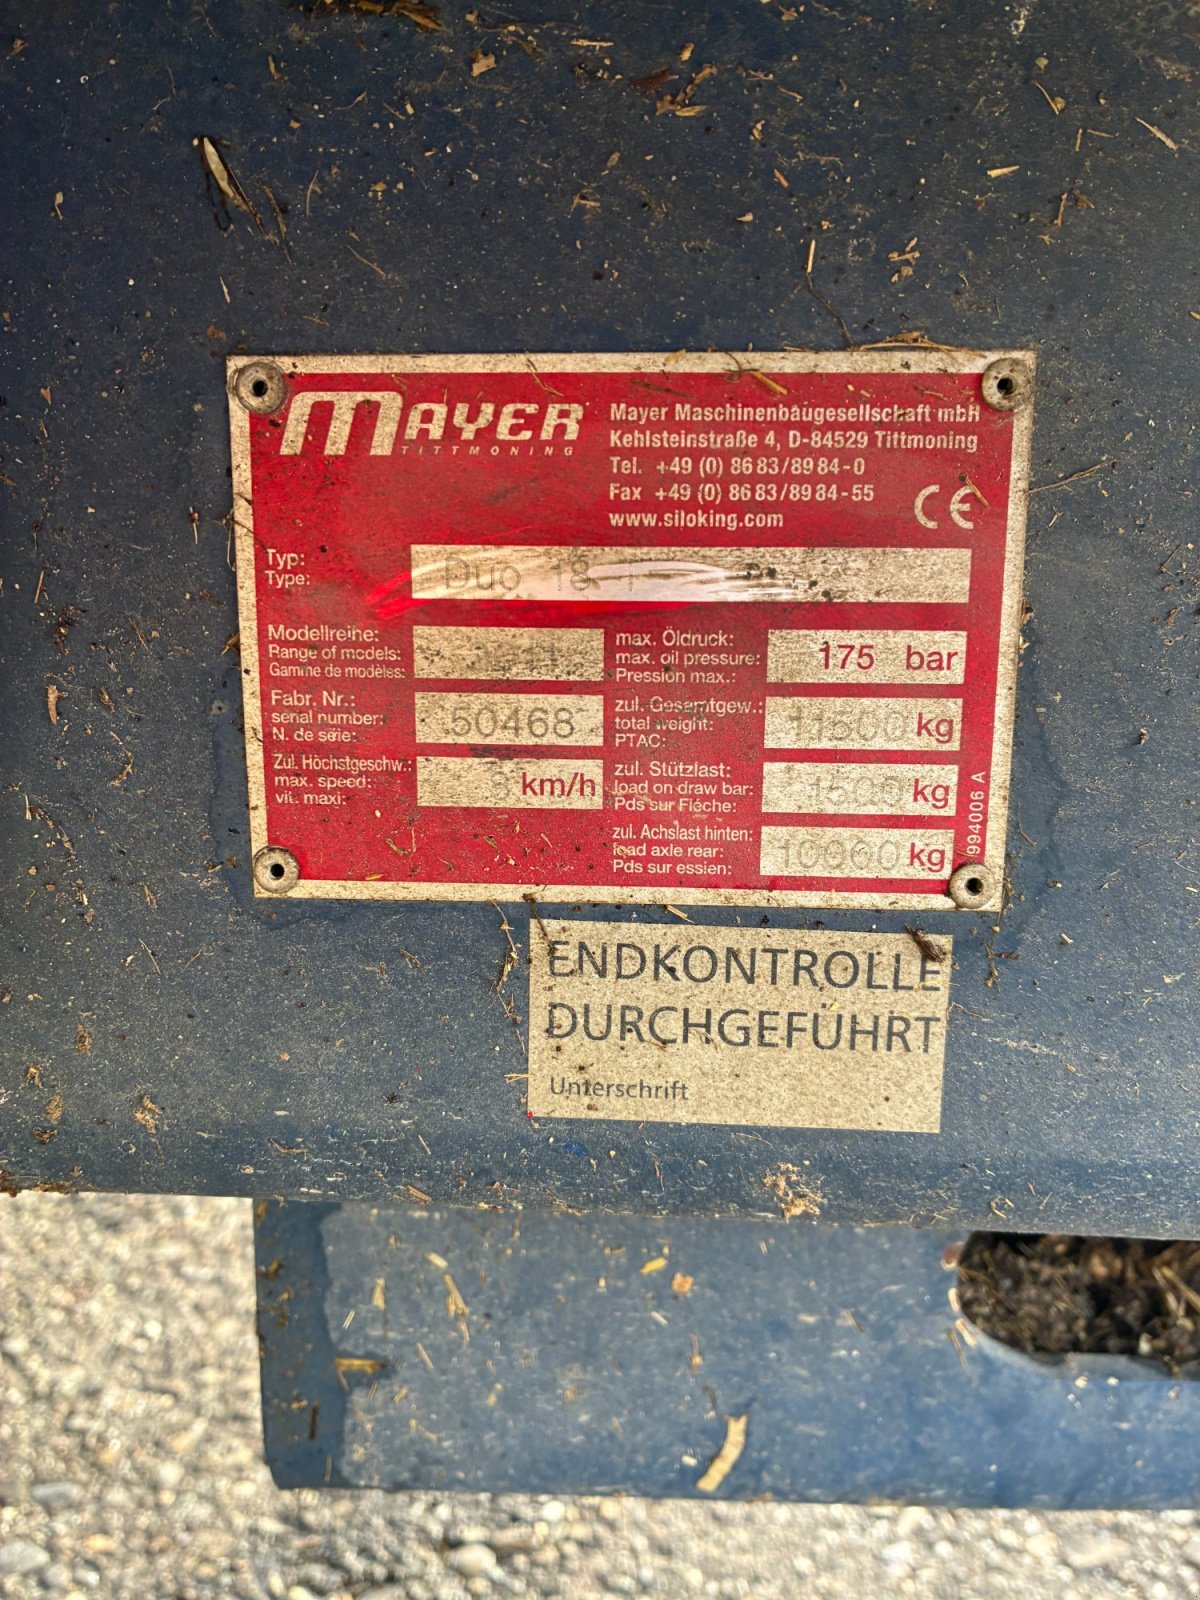 MAYER
TITTMONING
Mayer Maschinenbaugesellschaft mbH
Kehlsteinstraße 4, D-84529 Tittmoning
Tel. +49 (0) 86 83/89 84-0
Fax +49 (0) 86 83/89 84-55
www.siloking.com
CE
Typ:
Type:
Duo 18
Modellreihe:
Range of models:
Gamme de modèles:
max. Öldruck:
max. oil pressure:
Pression max.:
175 bar
Fabr. Nr.:
serial number:
N. de série:
50468
zul. Gesamtgew.:
total weight:
PTAC:
11500 kg
Zul. Höchstgeschw.:
max. speed:
vit. maxi:
km/h
zul. Stützlast:
load on draw bar:
Pds sur Fléche:
1500 kg
zul. Achslast hinten:
load axle rear:
Pds sur essien:
10000 kg
994006 A
ENDKONTROLLE
DURCHGEFÜHRT
Unterschrift